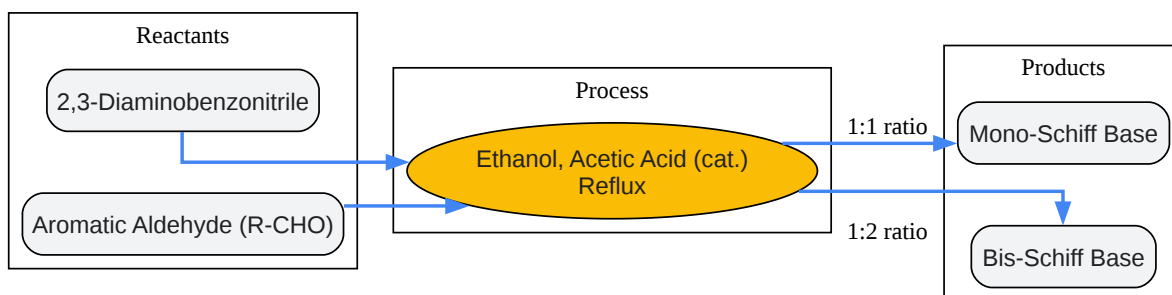 Reactants
2,3-Diaminobenzonitrile
Aromatic Aldehyde (R-CHO)
Process
Ethanol, Acetic Acid (cat.)
Reflux
1:1 ratio
1:2 ratio
Products
Mono-Schiff Base
Bis-Schiff Base